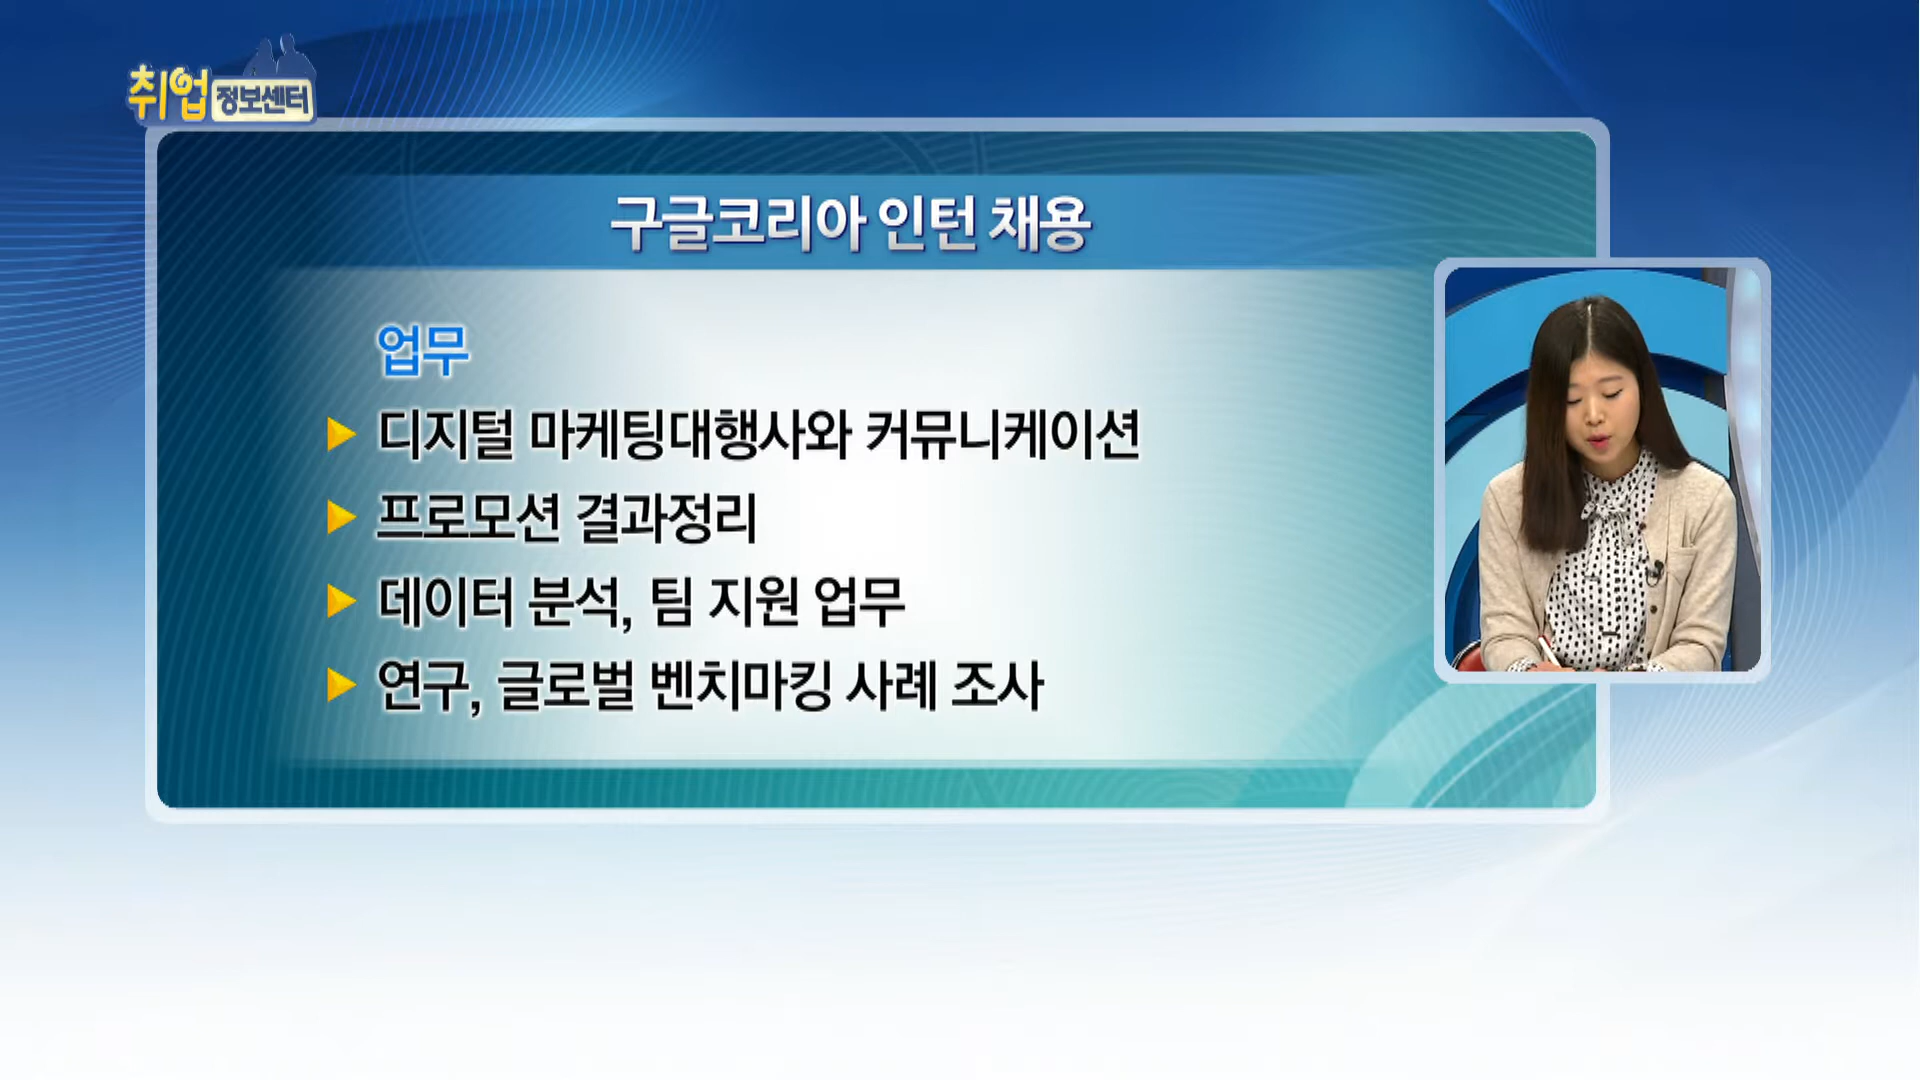 취업 정보센터
구글코리아 인턴 채용
업무
▶ 디지털 마케팅대행사와 커뮤니케이션
▶ 프로모션 결과정리
▶ 데이터 분석, 팀 지원 업무
▶ 연구, 글로벌 벤치마킹 사례 조사